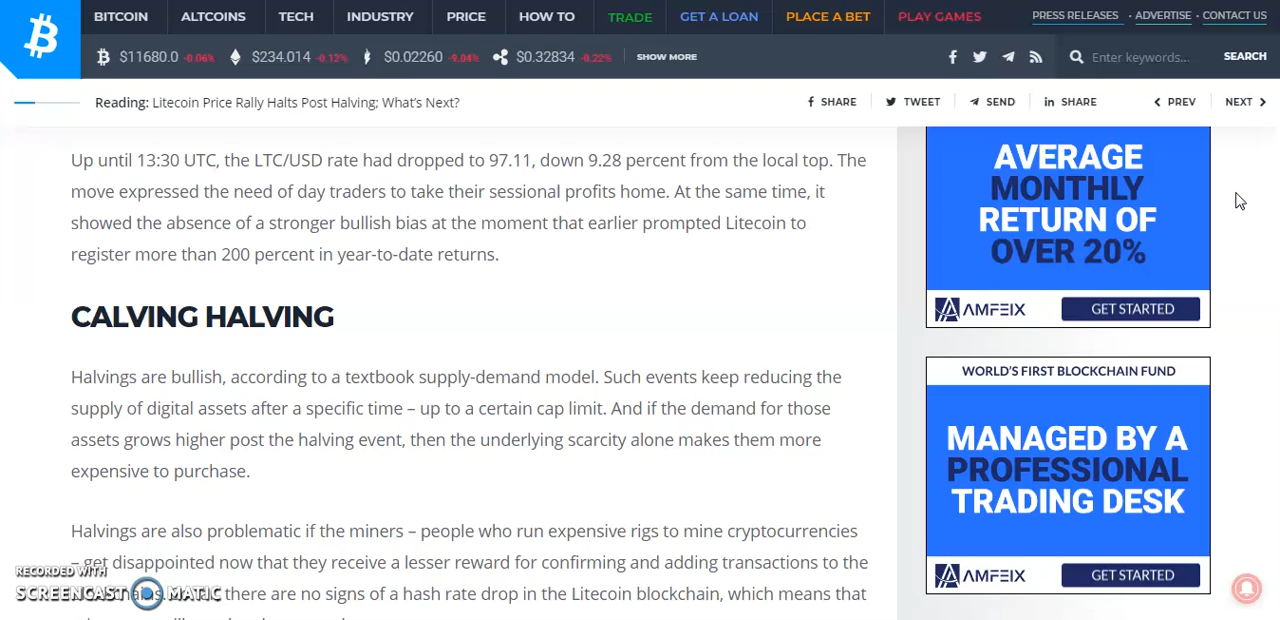 BITCOIN ALTCOINS TECH INDUSTRY PRICE HOW TO TRADE GET A LOAN PLACE A BET PLAY GAMES PRESS RELEASES - ADVERTISE - CONTACT US
$11680.0 -0.06% $234.014 -0.12% $0.02260 -9.04% $0.32834 -0.22% SHOW MORE Enter keywords... SEARCH
Reading: Litecoin Price Rally Halts Post Halving; What's Next? SHARE TWEET SEND SHARE PREV NEXT
Up until 13:30 UTC, the LTC/USD rate had dropped to 97.11, down 9.28 percent from the local top. The
move expressed the need of day traders to take their sessional profits home. At the same time, it
showed the absence of a stronger bullish bias at the moment that earlier prompted Litecoin to
register more than 200 percent in year-to-date returns.
CALVING HALVING
Halvings are bullish, according to a textbook supply-demand model. Such events keep reducing the
supply of digital assets after a specific time – up to a certain cap limit. And if the demand for those
assets grows higher post the halving event, then the underlying scarcity alone makes them more
expensive to purchase.
Halvings are also problematic if the miners – people who run expensive rigs to mine cryptocurrencies
– get disappointed now that they receive a lesser reward for confirming and adding transactions to the
there are no signs of a hash rate drop in the Litecoin blockchain, which means that
AVERAGE
MONTHLY
RETURN OF
OVER 20%
AMFEIX GET STARTED
WORLD'S FIRST BLOCKCHAIN FUND
MANAGED BY A
PROFESSIONAL
TRADING DESK
AMFEIX GET STARTED
RECORDED WITH
SCREENCAST MATIC